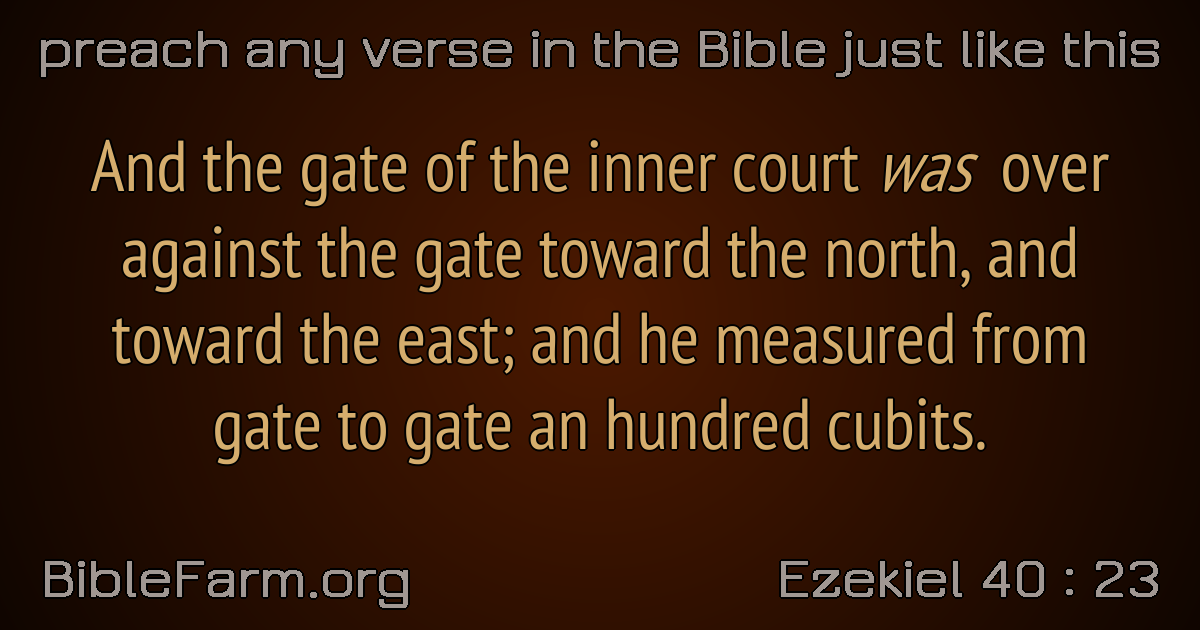 preach any verse in the Bible just like this
And the gate of the inner court was over
against the gate toward the north, and
toward the east; and he measured from
gate to gate an hundred cubits.
BibleFarm.org
Ezekiel 40 : 23